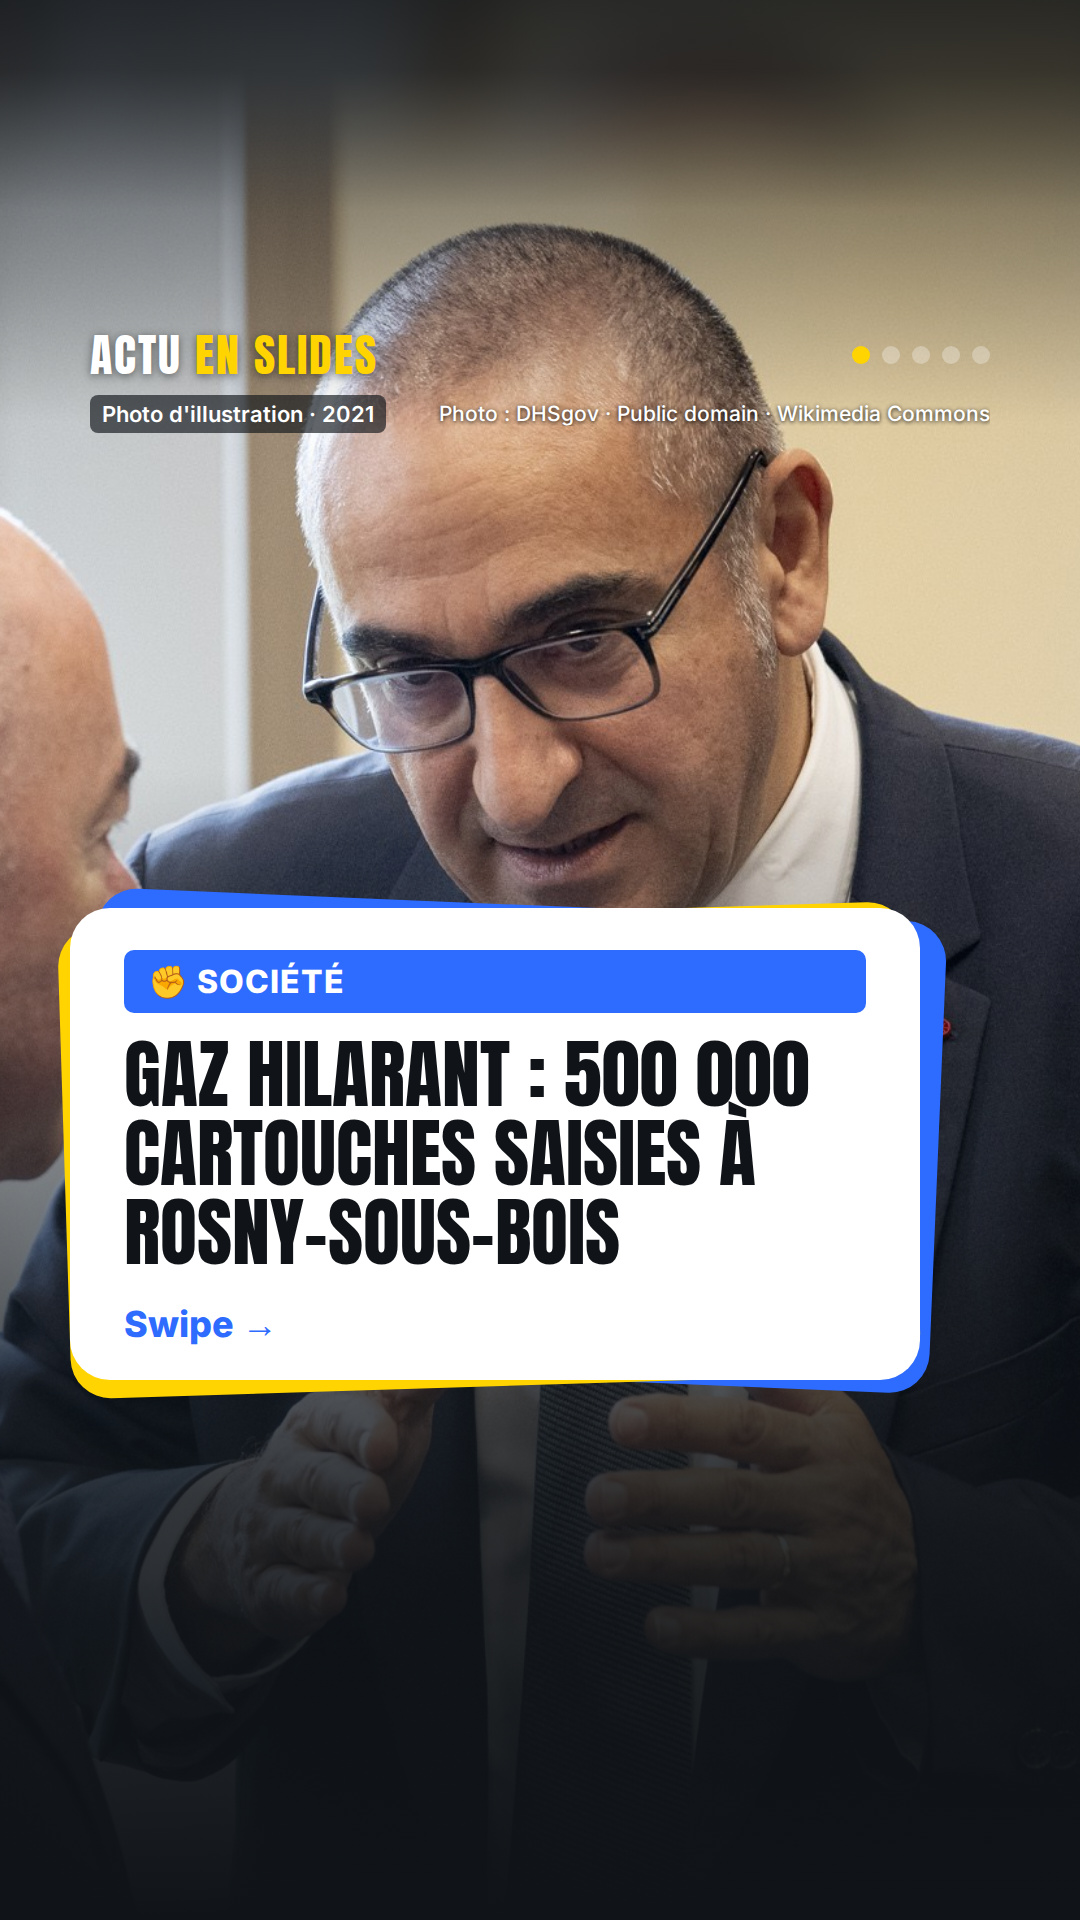 ACTU EN SLIDES
Photo d'illustration · 2021
Photo : DHSgov · Public domain · Wikimedia Commons
✊ SOCIÉTÉ
GAZ HILARANT : 500 000
CARTOUCHES SAISIES À
ROSNY-SOUS-BOIS
Swipe →